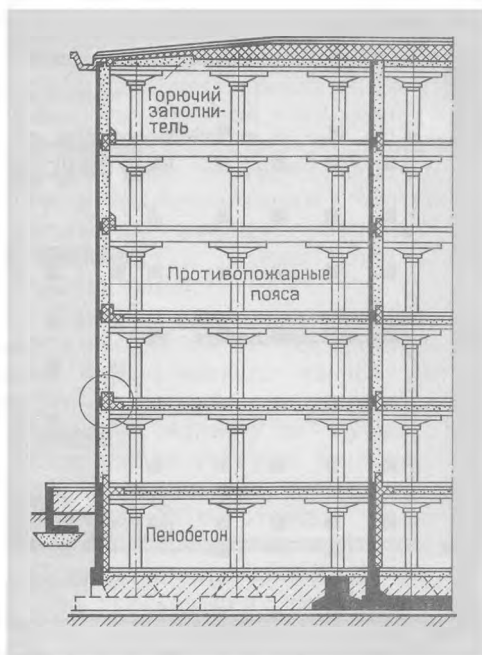 Горючий
заполни-
тель
Противопожарные
пояса
Пенобетон